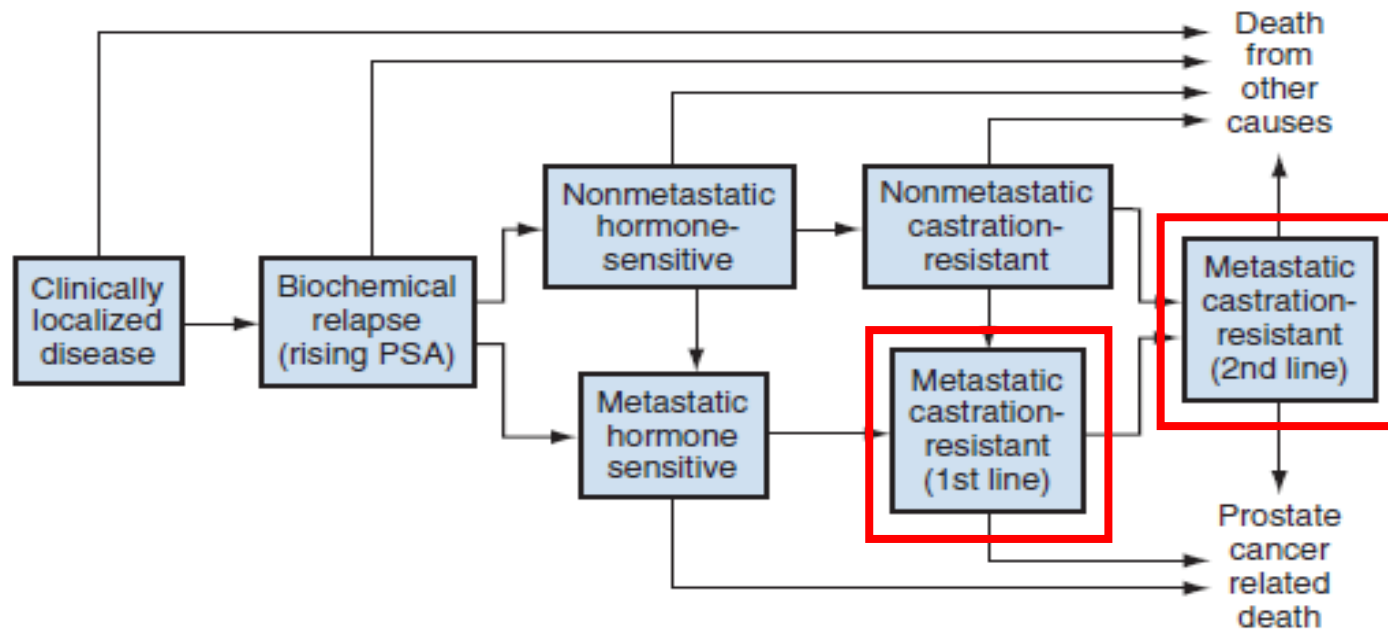 Death
from
other
causes
Nonmetastatic
hormone-
sensitive
Nonmetastatic
castration-
resistant
Clinically
localized
disease
Biochemical
relapse
(rising PSA)
Metastatic
castration-
resistant
(2nd line)
Metastatic
hormone
sensitive
Metastatic
castration-
resistant
(1st line)
Prostate
cancer
related
death